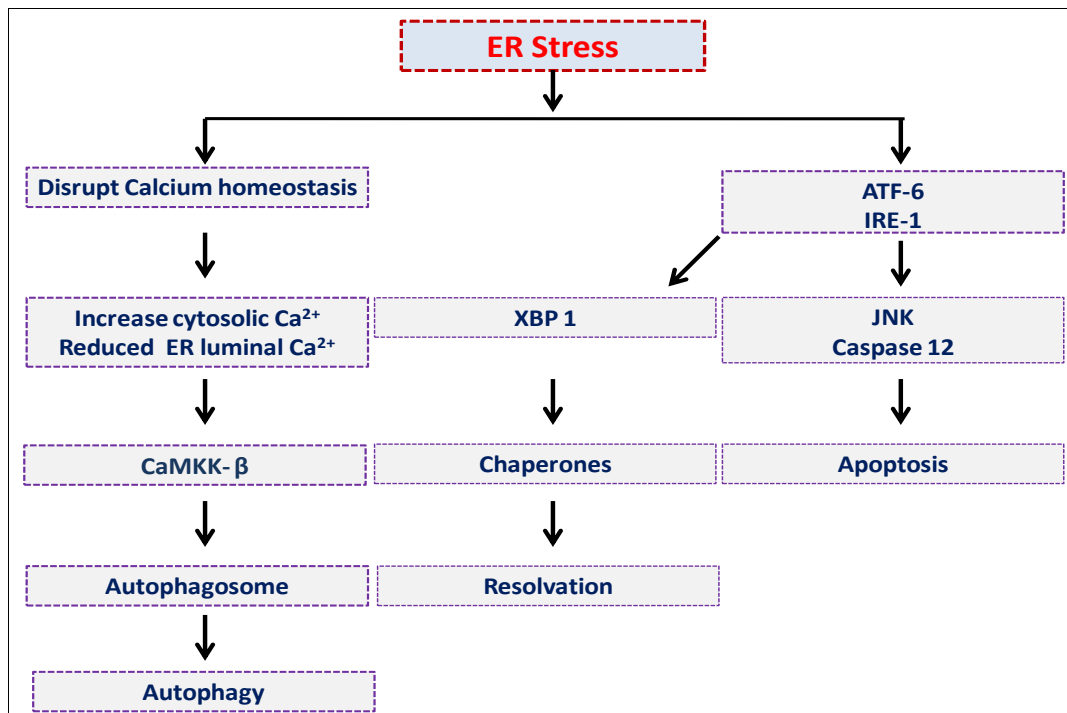 ER Stress
Disrupt Calcium homeostasis
ATF-6
IRE-1
Increase cytosolic Ca²⁺
Reduced ER luminal Ca²⁺
XBP 1
JNK
Caspase 12
CaMKK- β
Chaperones
Apoptosis
Autophagosome
Resolvation
Autophagy